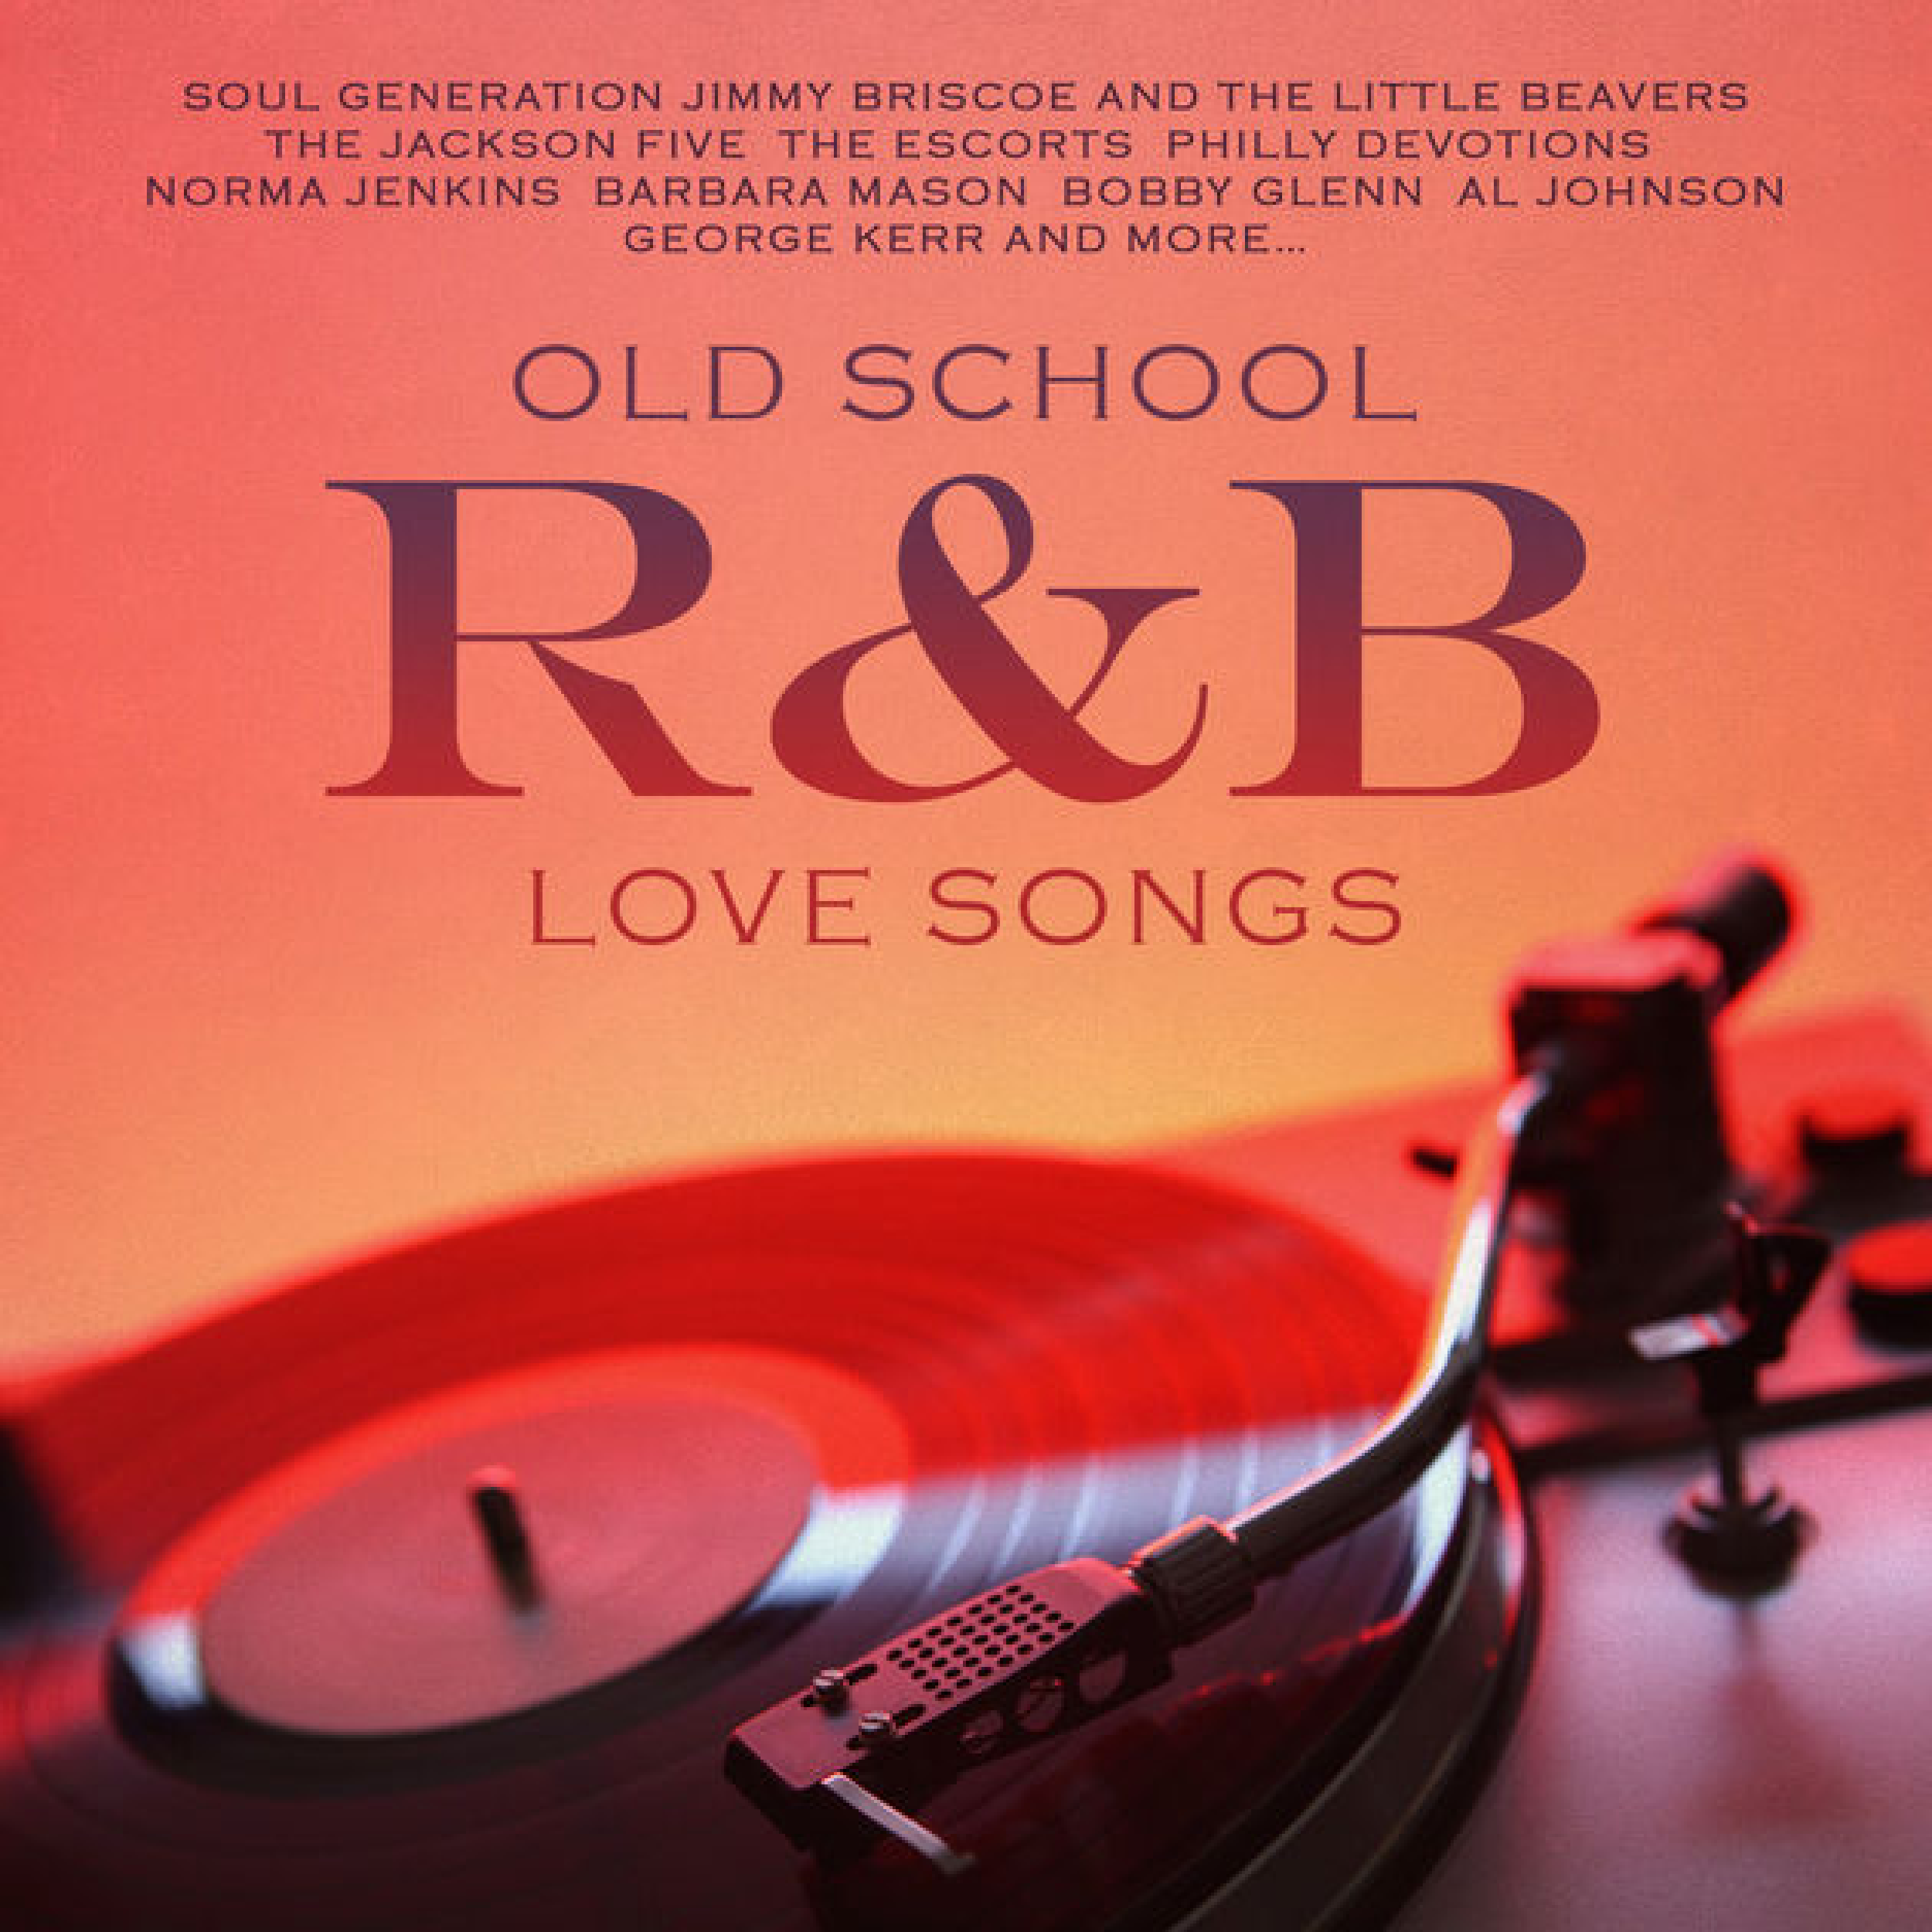 SOUL GENERATION JIMMY BRISCOE AND THE LITTLE BEAVERS
THE JACKSON FIVE THE ESCORTS PHILLY DEVOTIONS
NORMA JENKINS BARBARA MASON BOBBY GLENN AL JOHNSON
GEORGE KERR AND MORE...
OLD SCHOOL
R&B
LOVE SONGS